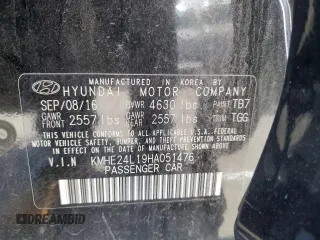 MANUFACTURED IN KOREA BY
HYUNDAI MOTOR COMPANY
SEP/08/16 GVWR 4630 lbs PAINT TB7
GAWR FRONT 2557 lbs GAWR REAR 2557 lbs TRIM TGG
THIS VEHICLE CONFORMS TO ALL APPLICABLE U.S. FEDERAL
MOTOR VEHICLE SAFETY, BUMPER, AND THEFT
PREVENTION STANDARDS IN EFFECT ON THE DATE OF
MANUFACTURE SHOWN ABOVE.
V.I.N KMHE24L19HA051476
PASSENGER CAR
© AUTOBIDMASTER